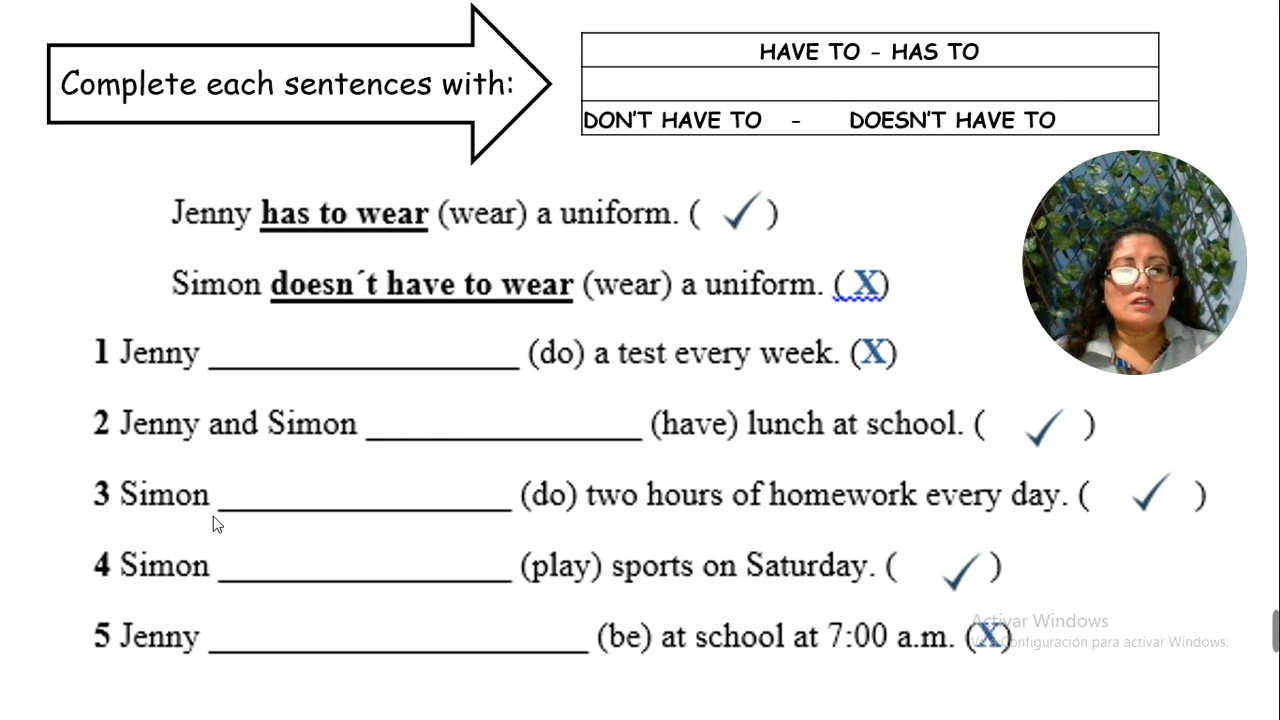 Complete each sentences with:
HAVE TO - HAS TO
DON'T HAVE TO - DOESN'T HAVE TO
Jenny has to wear (wear) a uniform. ( ✓ )
Simon doesn´t have to wear (wear) a uniform. ( X)
1 Jenny ____________________ (do) a test every week. (X)
2 Jenny and Simon __________________ (have) lunch at school. ( ✓ )
3 Simon ___________________ (do) two hours of homework every day. ( ✓ )
4 Simon ___________________ (play) sports on Saturday. ( ✓ )
5 Jenny ________________________ (be) at school at 7:00 a.m. (X)
Activar Windows
Configuración para activar Windows.